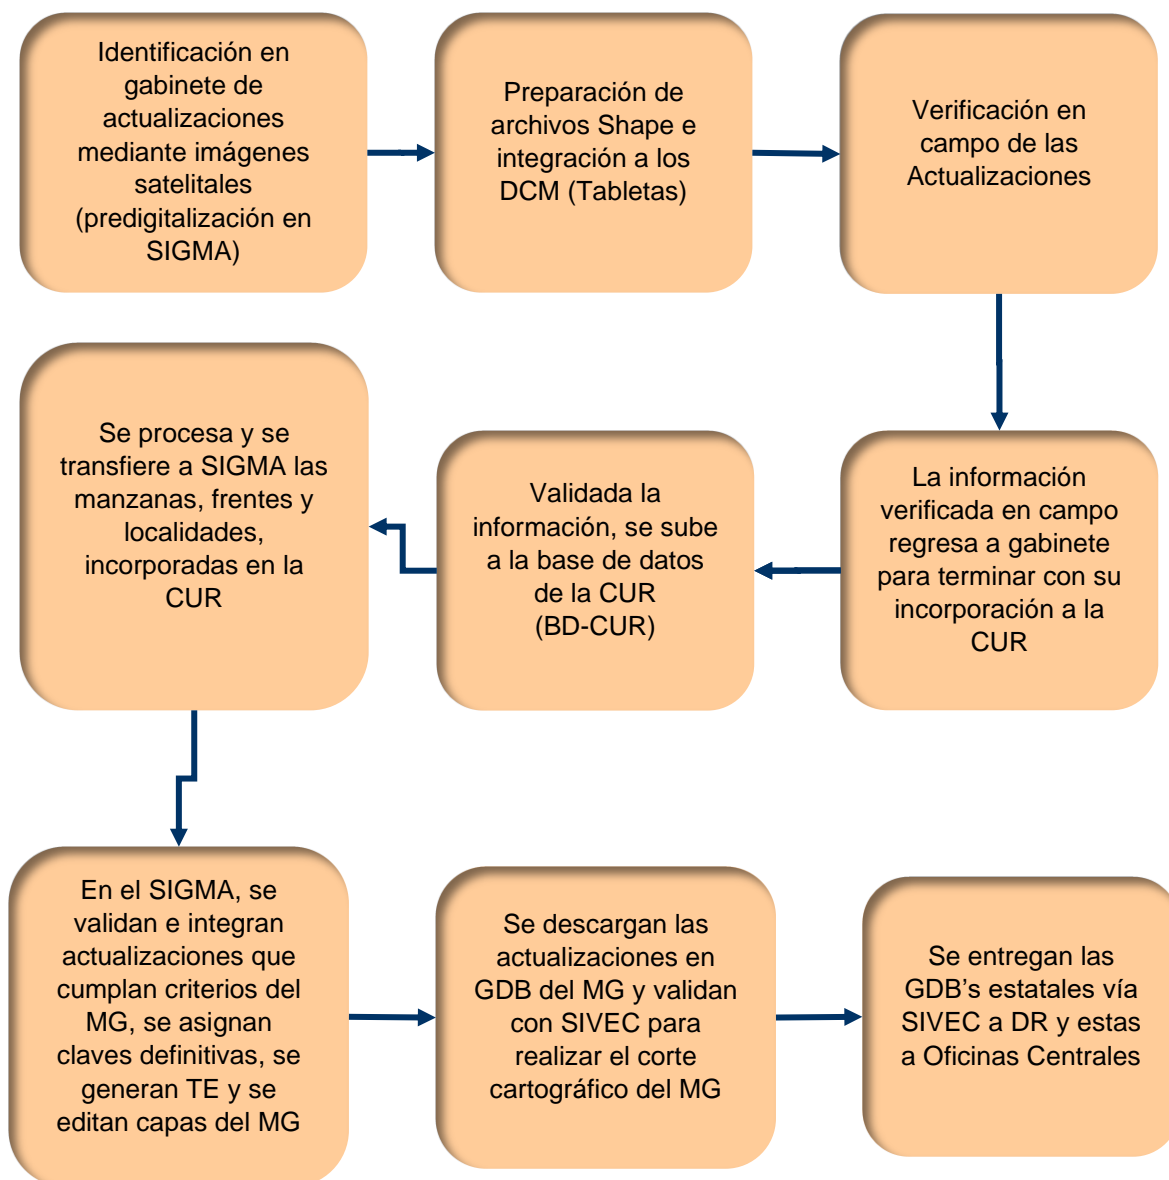 Identificación en
gabinete de
actualizaciones
mediante imágenes
satelitales
(predigitalización en
SIGMA)
Preparación de
archivos Shape e
integración a los
DCM (Tabletas)
Verificación en
campo de las
Actualizaciones
La información
verificada en campo
regresa a gabinete
para terminar con su
incorporación a la
CUR
Validada la
información, se sube
a la base de datos
de la CUR
(BD-CUR)
Se procesa y se
transfiere a SIGMA las
manzanas, frentes y
localidades,
incorporadas en la
CUR
En el SIGMA, se
validan e integran
actualizaciones que
cumplan criterios del
MG, se asignan
claves definitivas, se
generan TE y se
editan capas del MG
Se descargan las
actualizaciones en
GDB del MG y validan
con SIVEC para
realizar el corte
cartográfico del MG
Se entregan las
GDB’s estatales vía
SIVEC a DR y estas
a Oficinas Centrales